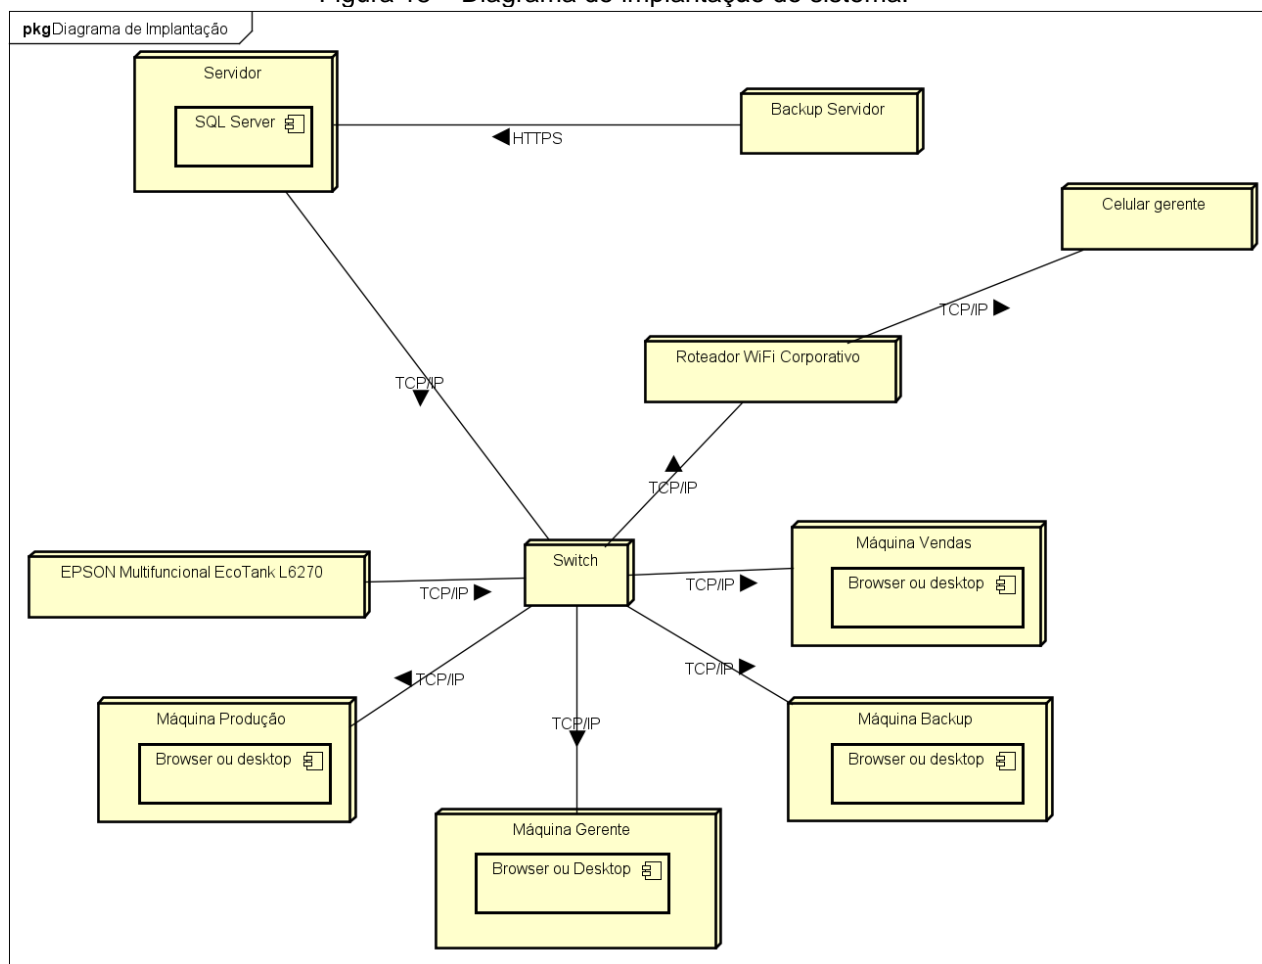 Figura 18 – Diagrama de implantação do sistema.
pkg Diagrama de Implantação
Servidor
SQL Server
HTTPS
Backup Servidor
Celular gerente
TCP/IP
Roteador WiFi Corporativo
TCP/IP
TCP/IP
Switch
EPSON Multifuncional EcoTank L6270
TCP/IP
TCP/IP
Máquina Vendas
Browser ou desktop
TCP/IP
TCP/IP
Máquina Produção
Browser ou desktop
TCP/IP
Máquina Backup
Browser ou desktop
Máquina Gerente
Browser ou Desktop